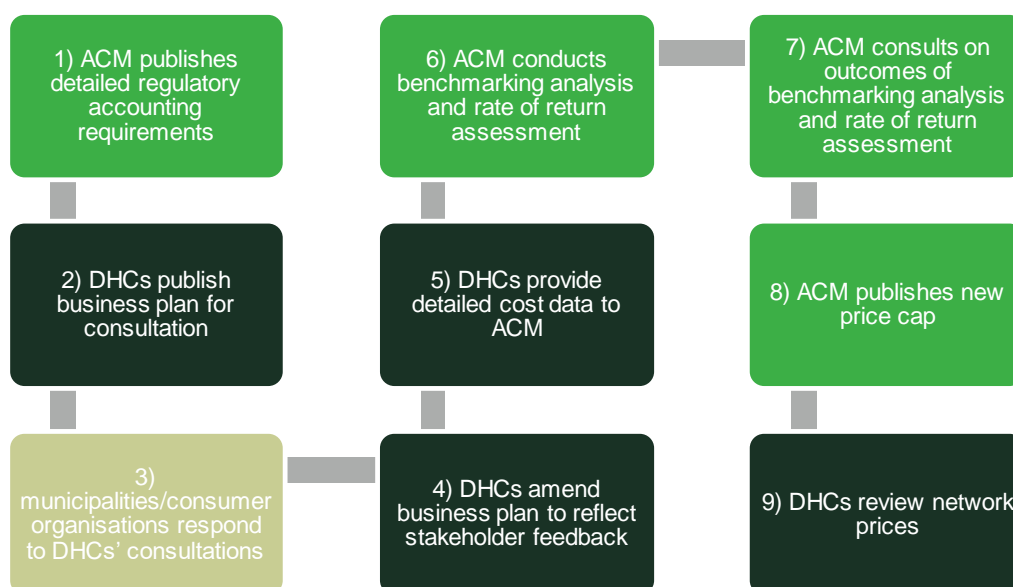 1) ACM publishes
detailed regulatory
accounting
requirements
2) DHCs publish
business plan for
consultation
3)
municipalities/consumer
organisations respond
to DHCs' consultations
4) DHCs amend
business plan to reflect
stakeholder feedback
5) DHCs provide
detailed cost data to
ACM
6) ACM conducts
benchmarking analysis
and rate of return
assessment
7) ACM consults on
outcomes of
benchmarking analysis
and rate of return
assessment
8) ACM publishes new
price cap
9) DHCs review network
prices